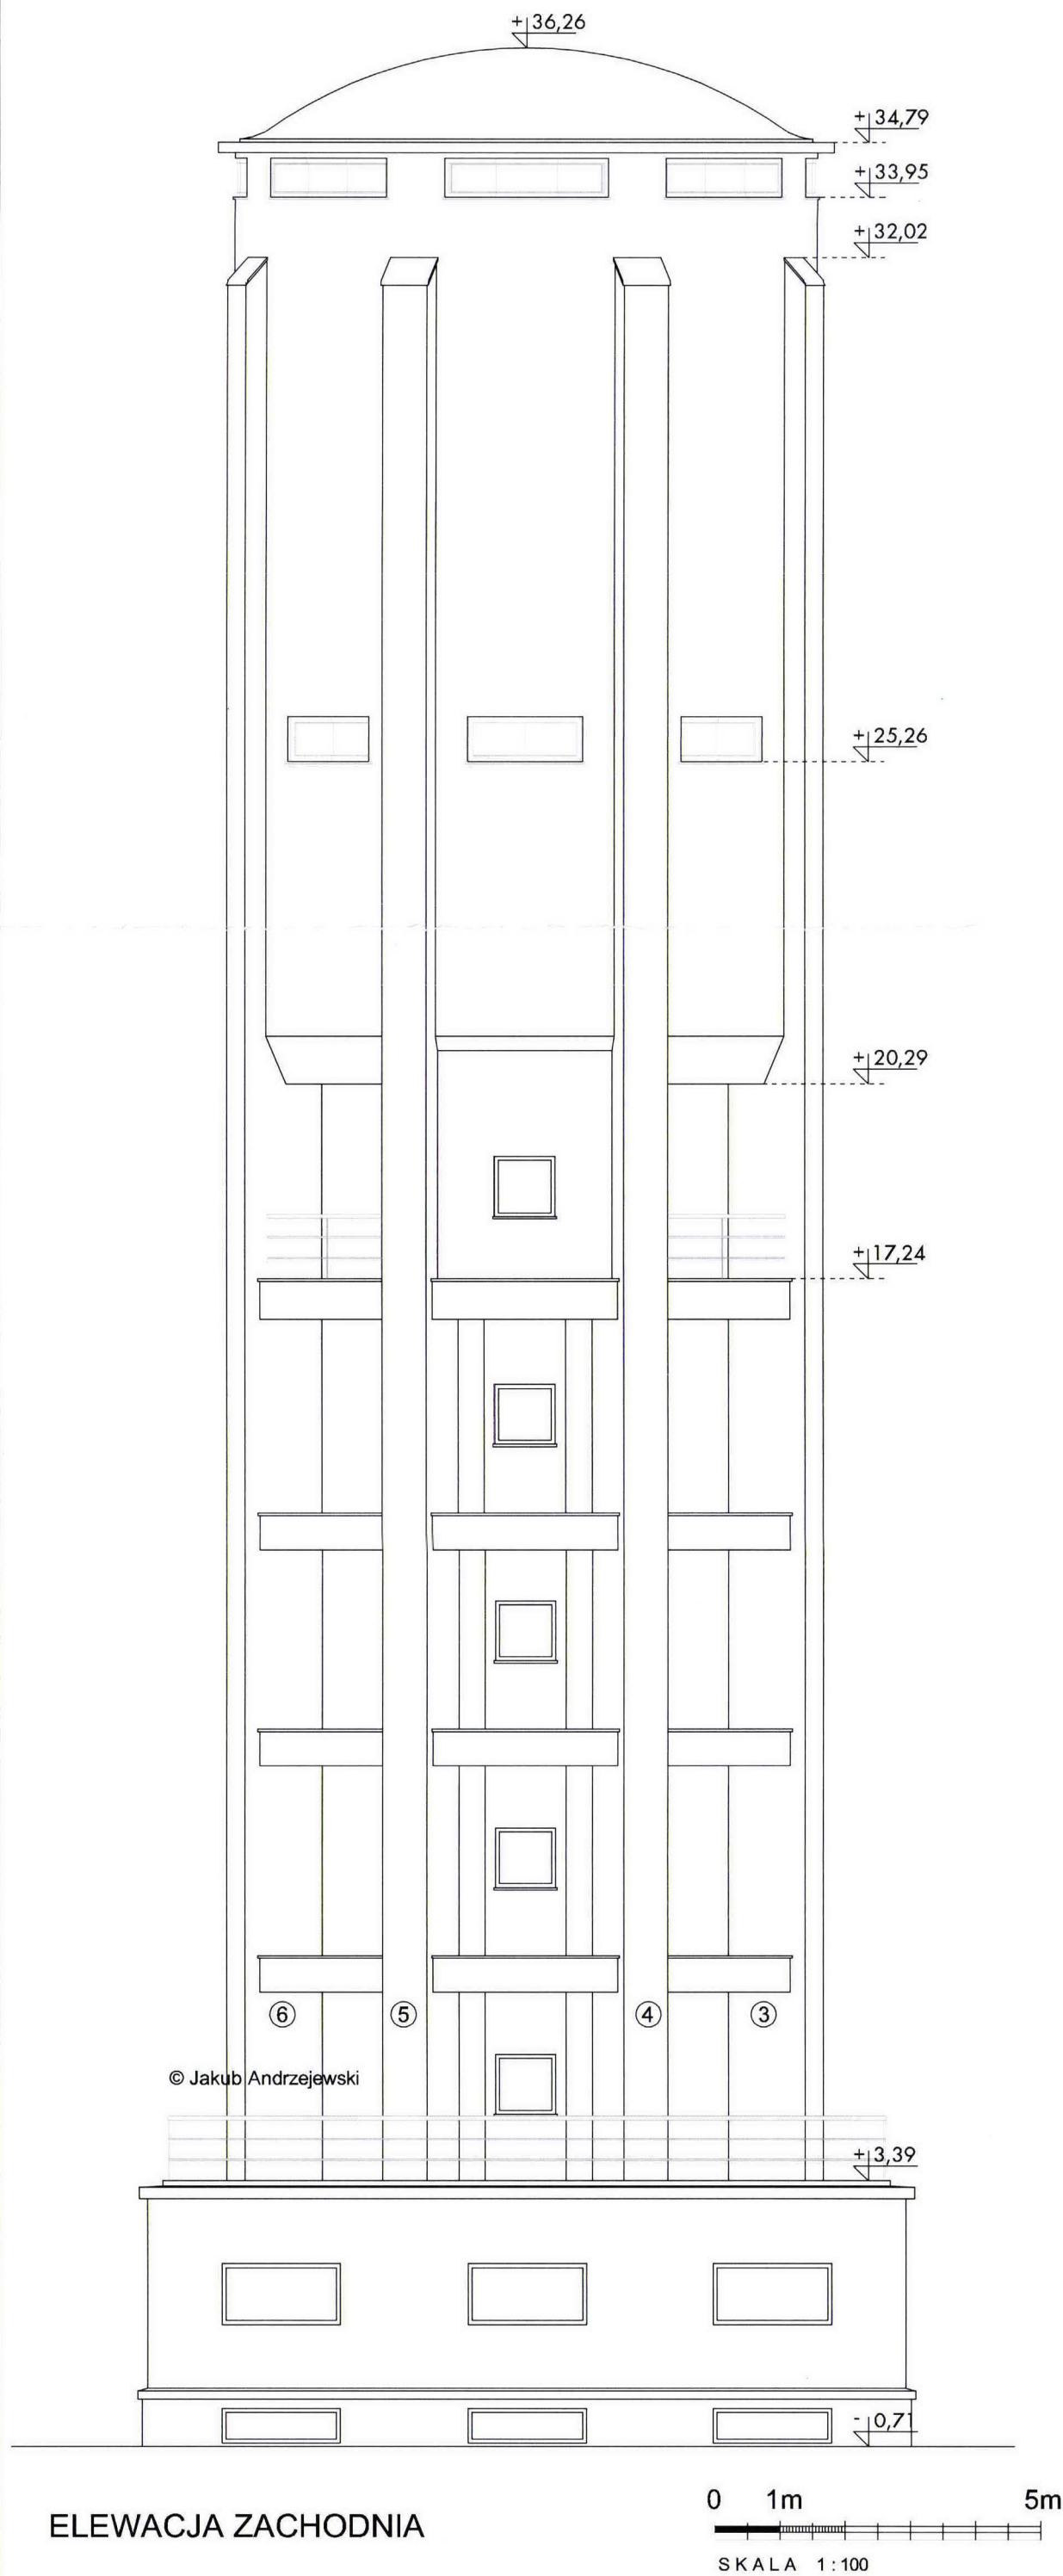 + 36,26
+ 34,79
+ 33,95
+ 32,02
+ 25,26
+ 20,29
+ 17,24
6 5 4 3
© Jakub Andrzejewski
+ 3,39
- 0,71
0 1m 5m
ELEWACJA ZACHODNIA
SKALA 1:100